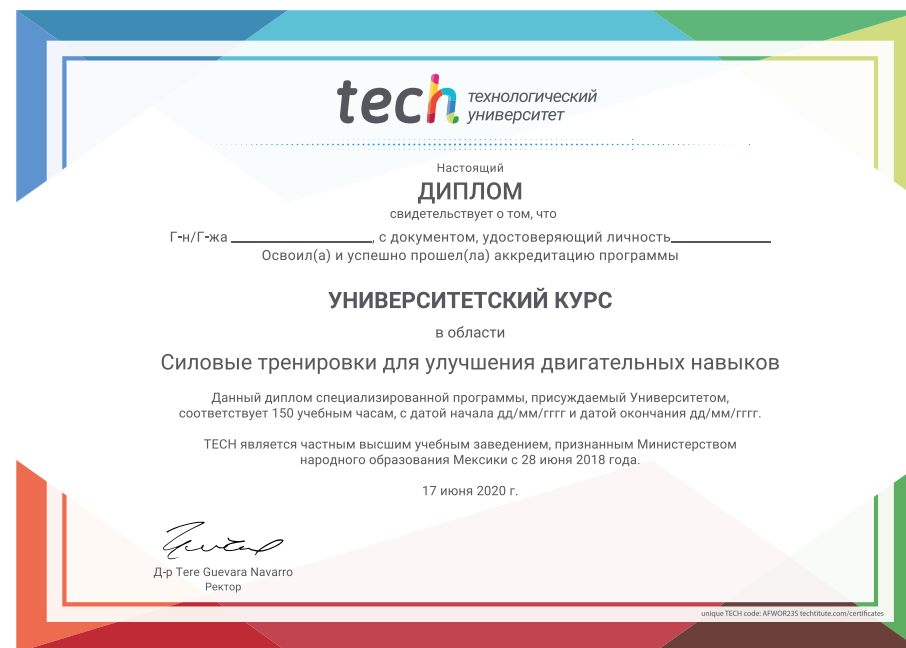 tech технологический университет
Настоящий
ДИПЛОМ
свидетельствует о том, что
Г-н/Г-жа ________________, с документом, удостоверяющий личность____________
Освоил(а) и успешно прошел(ла) аккредитацию программы
УНИВЕРСИТЕТСКИЙ КУРС
в области
Силовые тренировки для улучшения двигательных навыков
Данный диплом специализированной программы, присуждаемый Университетом,
соответствует 150 учебным часам, с датой начала дд/мм/гггг и датой окончания дд/мм/гггг.
TECH является частным высшим учебным заведением, признанным Министерством
народного образования Мексики с 28 июня 2018 года.
17 июня 2020 г.
Д-р Tere Guevara Navarro
Ректор
unique TECH code: AFWOR23S techtitute.com/certificates